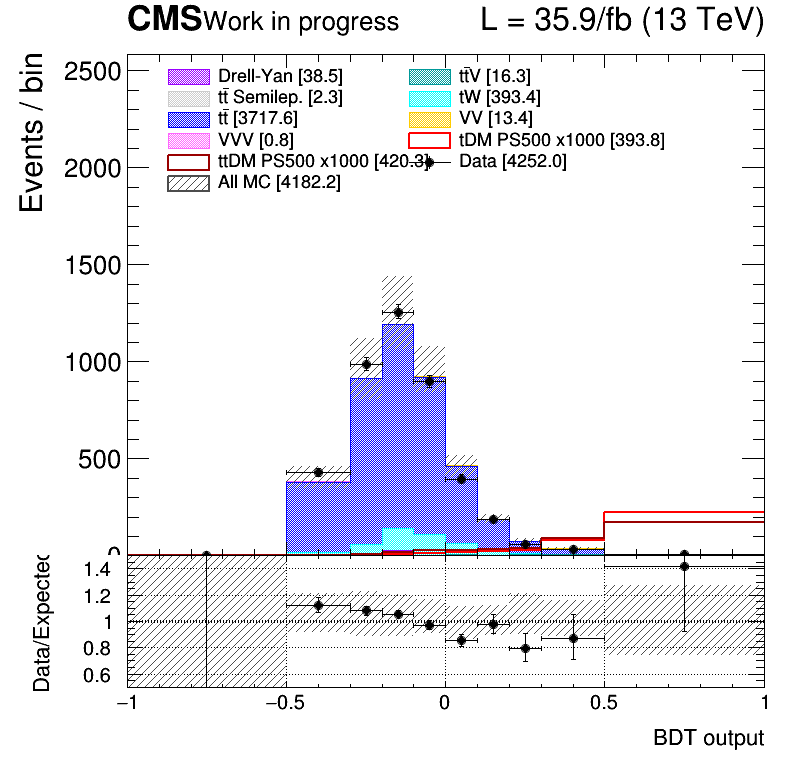 CMS Work in progress L = 35.9/fb (13 TeV)
Events / bin
2500
2000
1500
1000
500
0
Drell-Yan [38.5] tt̄V [16.3]
tt̄ Semilep. [2.3] tW [393.4]
tt̄ [3717.6] VV [13.4]
VVV [0.8] tDM PS500 x1000 [393.8]
ttDM PS500 x1000 [420.3] Data [4252.0]
All MC [4182.2]
Data/Expected
1.4
1.2
1
0.8
0.6
−1 −0.5 0 0.5 1
BDT output